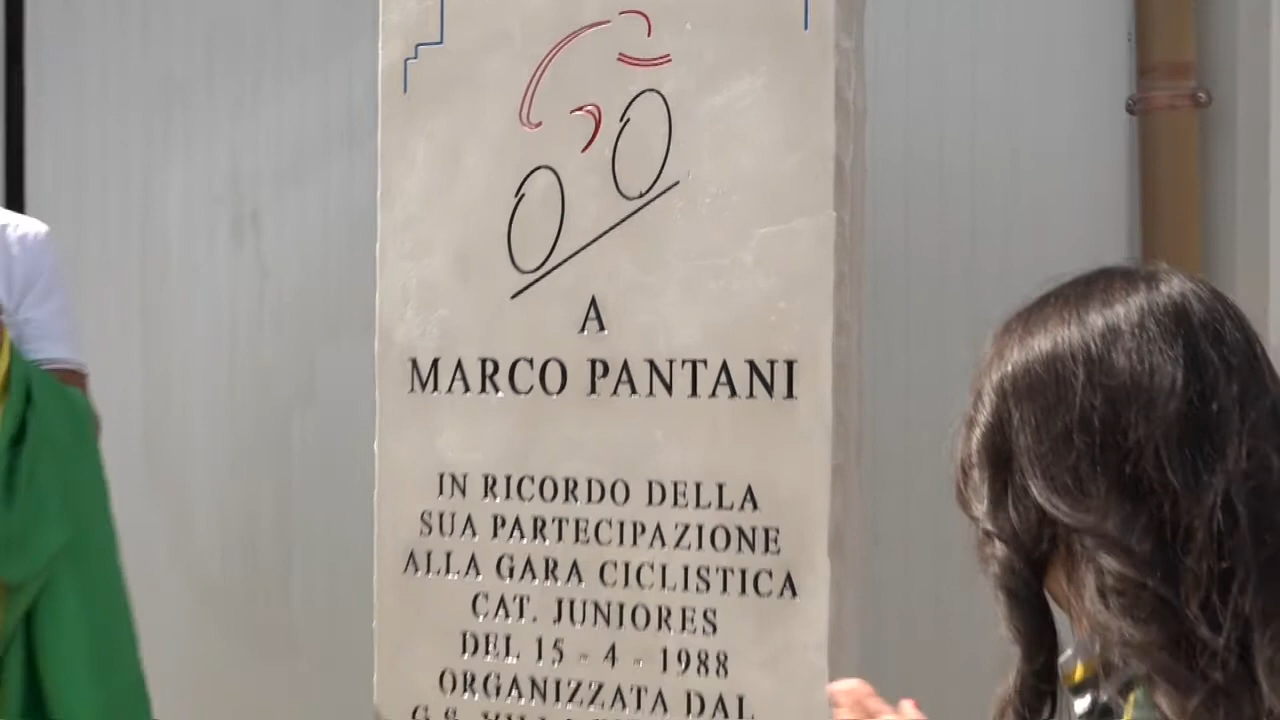 A
MARCO PANTANI
IN RICORDO DELLA
SUA PARTECIPAZIONE
ALLA GARA CICLISTICA
CAT. JUNIORES
DEL 15 - 4 - 1988
ORGANIZZATA DAL
G.S.